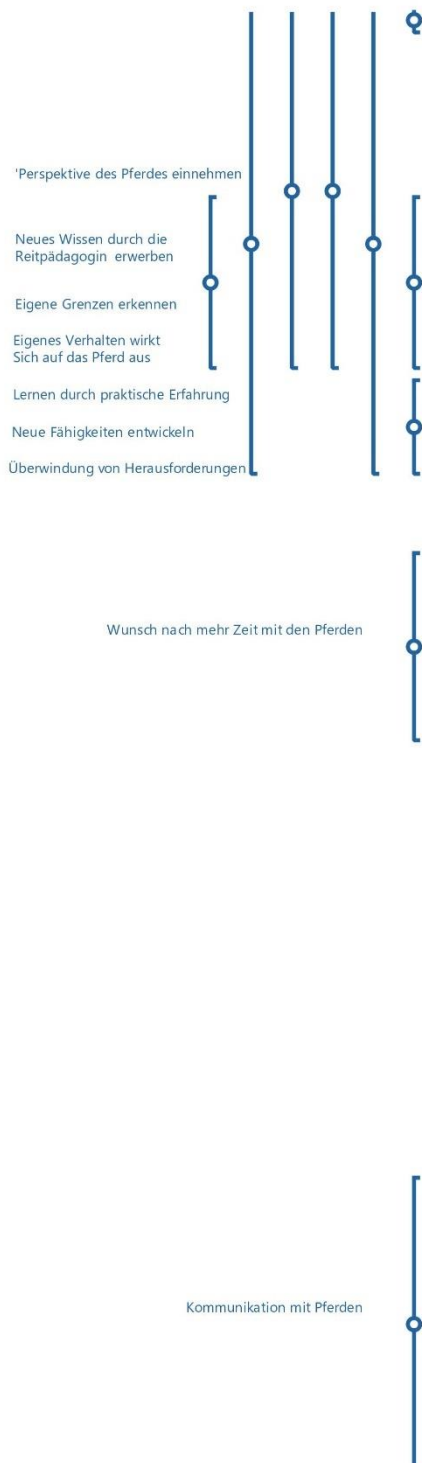 'Perspektive des Pferdes einnehmen
Neues Wissen durch die
Reitpädagogin erwerben
Eigene Grenzen erkennen
Eigenes Verhalten wirkt
Sich auf das Pferd aus
Lernen durch praktische Erfahrung
Neue Fähigkeiten entwickeln
Überwindung von Herausforderungen
Wunsch nach mehr Zeit mit den Pferden
Kommunikation mit Pferden